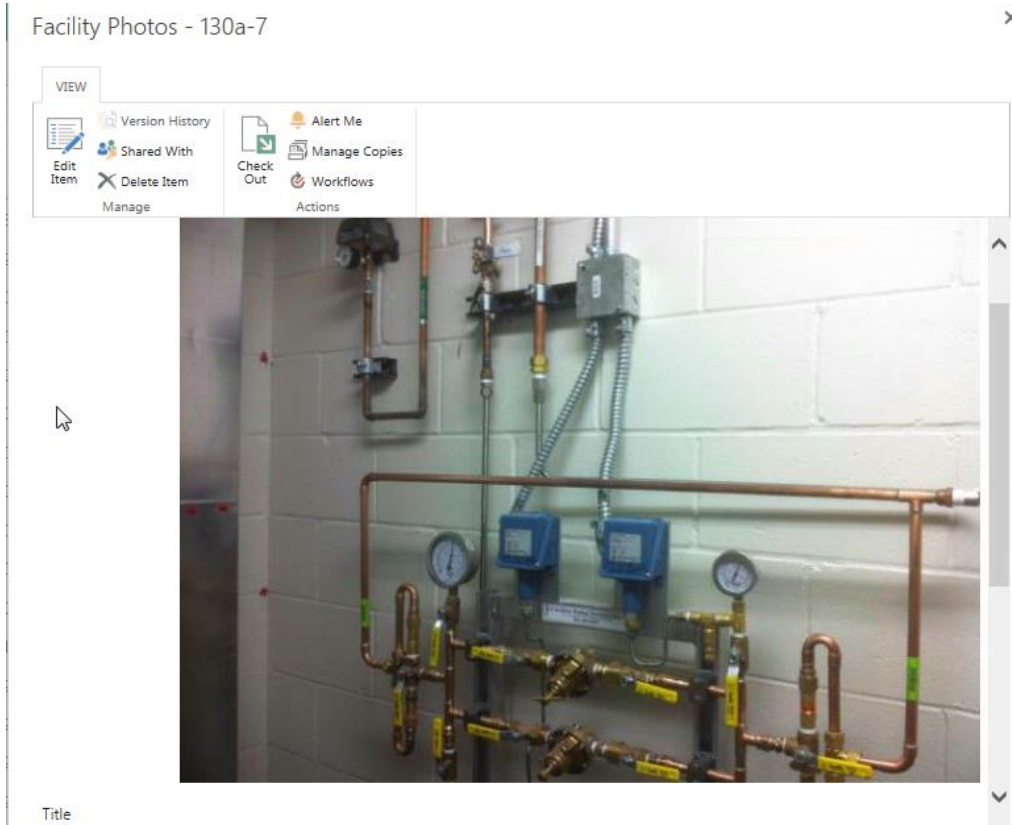 Facility Photos - 130a-7
VIEW
Edit Item
Version History
Shared With
Delete Item
Manage
Check Out
Alert Me
Manage Copies
Workflows
Actions
Title